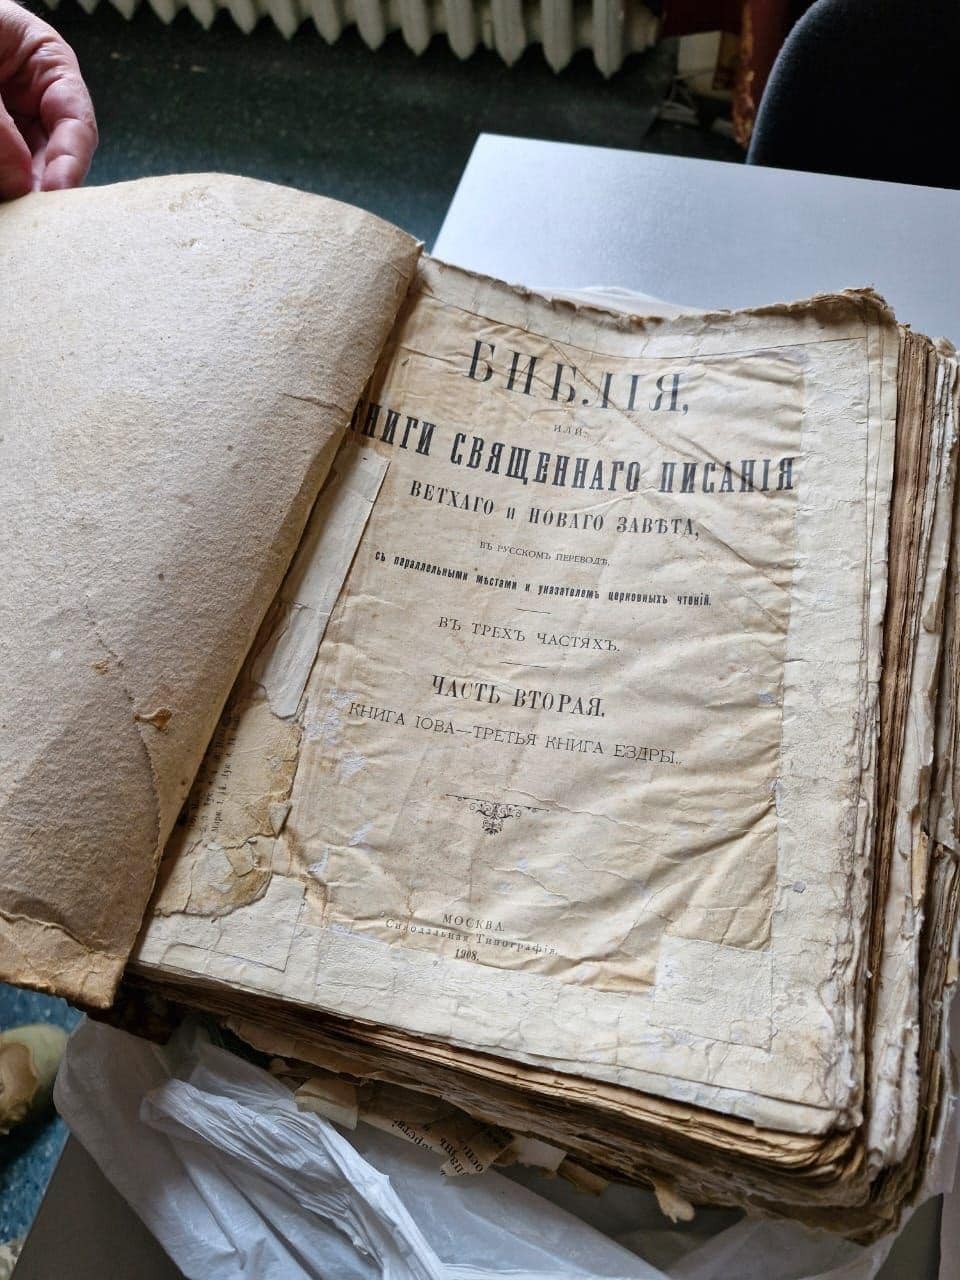 БИБЛІЯ,
или
КНИГИ СВЯЩЕННАГО ПИСАНІЯ
ВЕТХАГО и НОВАГО ЗАВѢТА,
ВЪ РУССКОМЪ ПЕРЕВОДѢ,
съ параллельными мѣстами и указателемъ церковныхъ чтеній.
ВЪ ТРЕХЪ ЧАСТЯХЪ.
ЧАСТЬ ВТОРАЯ.
КНИГА ІОВА—ТРЕТЬЯ КНИГА ЕЗДРЫ.
МОСКВА.
Синодальная Типографія.
1908.